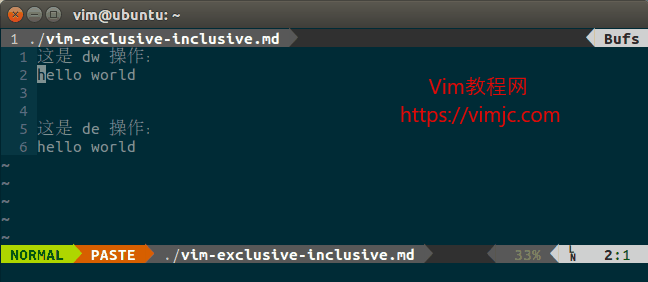 vim@ubuntu: ~
1 ./vim-exclusive-inclusive.md Bufs
1 这是 dw 操作：
2 hello world
3
4
5 这是 de 操作：
6 hello world
~
~
~
~
~
Vim教程网
https://vimjc.com
NORMAL PASTE ./vim-exclusive-inclusive.md 33% LN 2:1